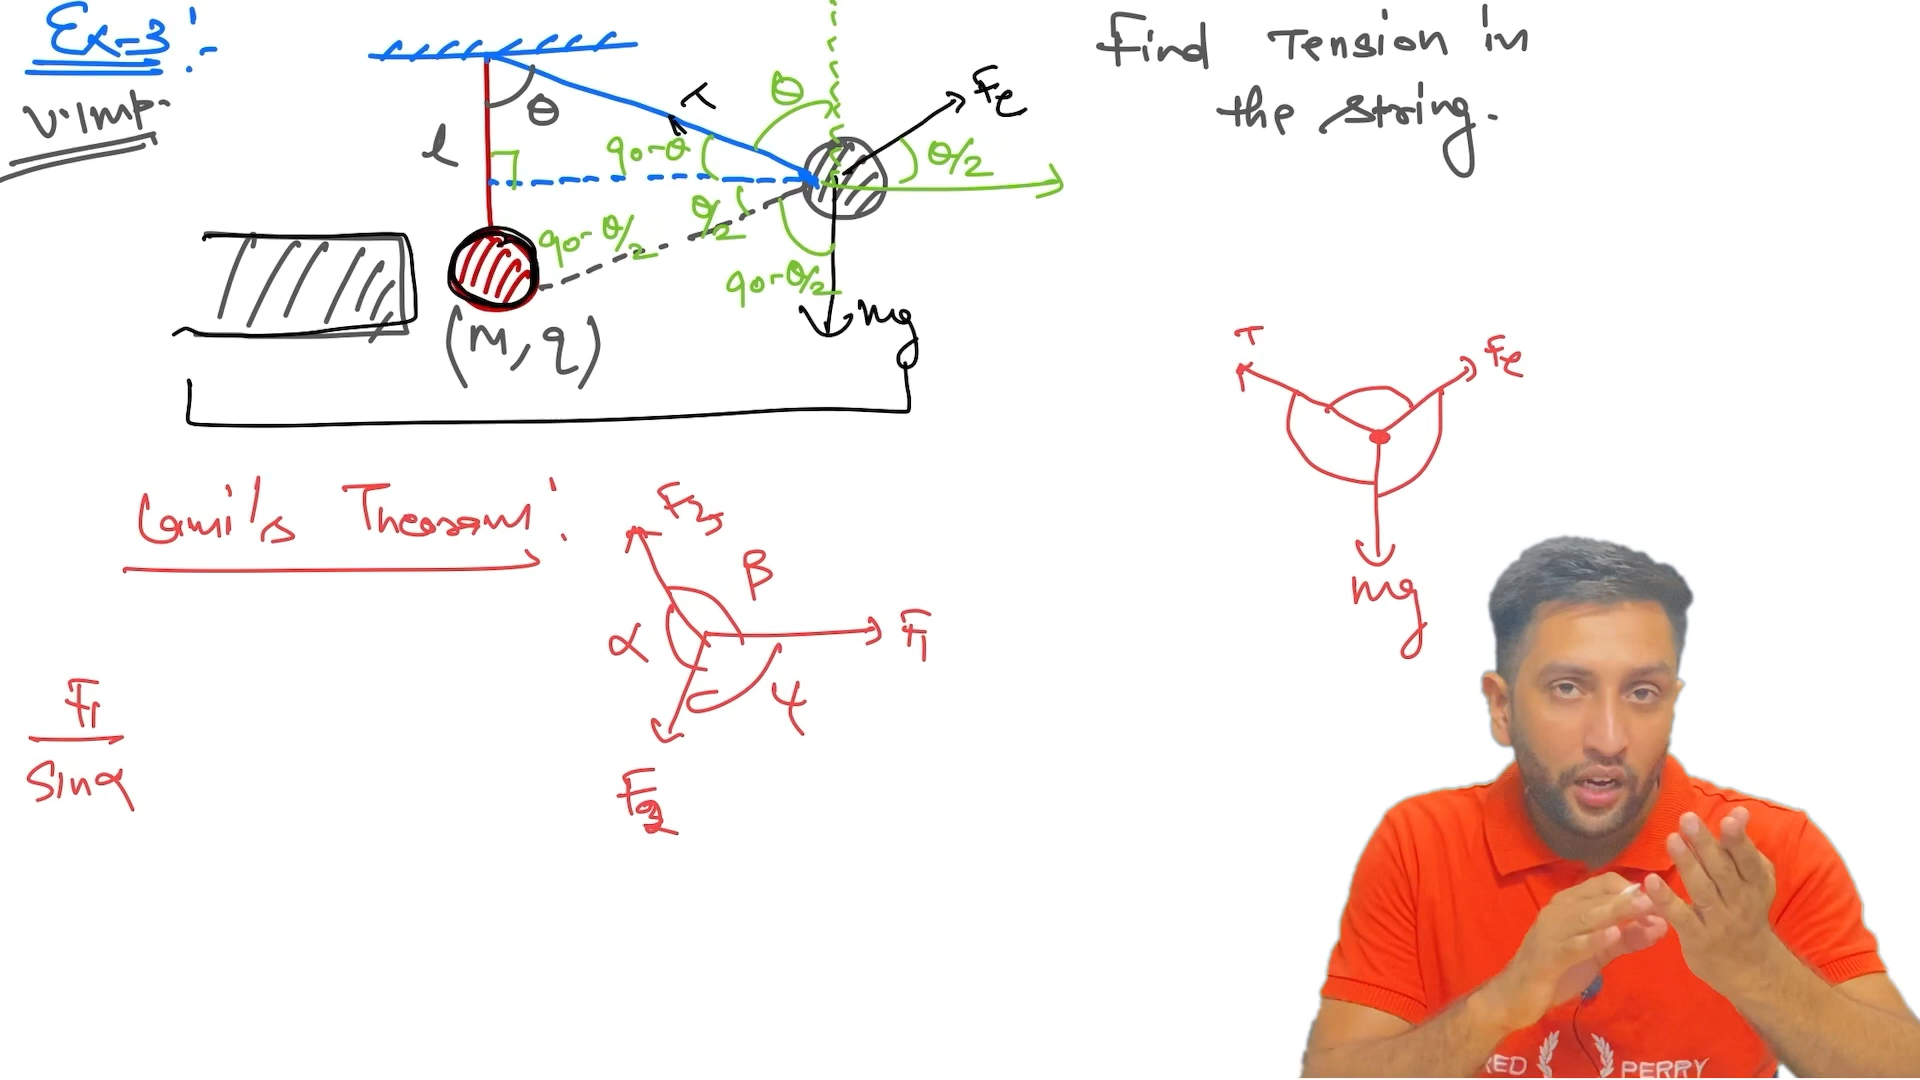 Ex-3:-
V.Imp.
Find Tension in
the string.
l
θ
T
θ
Fe
θ/2
90-θ
θ/2
90-θ/2
90-θ/2
mg
(m, q)
T
Fe
mg
Lami's Theoram:
F3
β
α
F1
γ
F2
F1
Sinα
RED PERRY